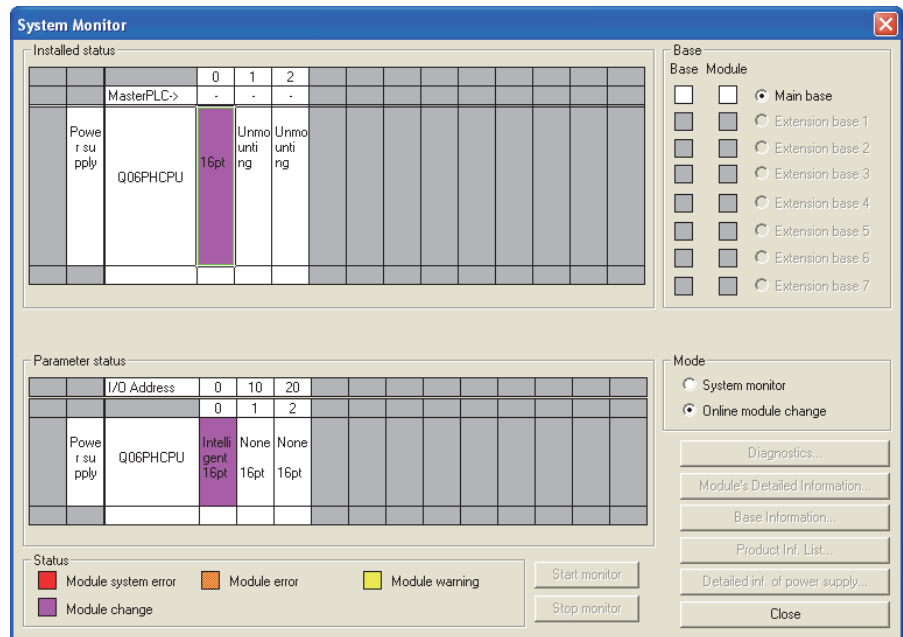 System Monitor
Installed status
0 1 2
MasterPLC-> - - -
Powe
r su
pply
Q06PHCPU
16pt
Unmo
unti
ng
Unmo
unti
ng
Base
Base Module
Main base
Extension base 1
Extension base 2
Extension base 3
Extension base 4
Extension base 5
Extension base 6
Extension base 7
Parameter status
I/O Address 0 10 20
0 1 2
Powe
r su
pply
Q06PHCPU
Intelli
gent
16pt
None
16pt
None
16pt
Mode
System monitor
Online module change
Diagnostics...
Module's Detailed Information...
Base Information...
Product Inf. List...
Detailed inf. of power supply...
Close
Status
Module system error Module error Module warning
Module change
Start monitor
Stop monitor